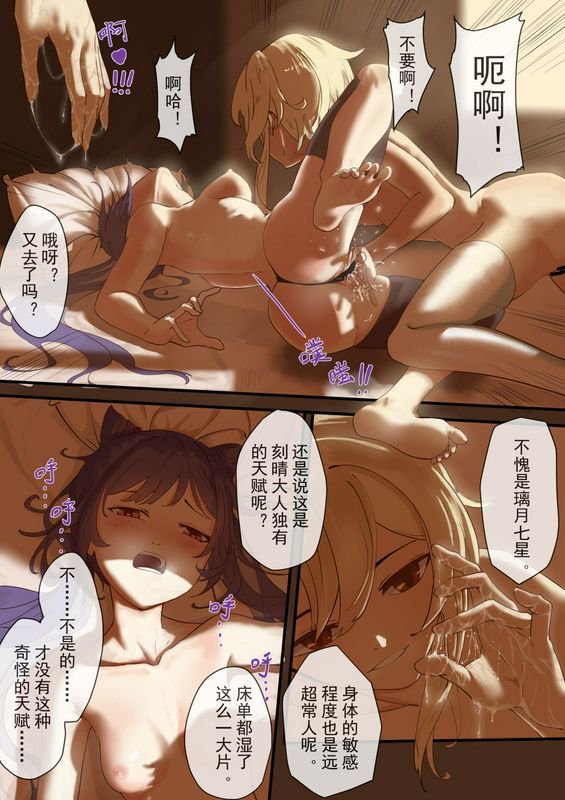 呃啊！
不要啊！
啊哈！
啊♥!!!
哦呀？
又去了吗？
噗
不愧是璃月七星。
身体的敏感
程度也是远
超常人呢。
还是说这是
刻晴大人独有
的天赋呢？
床单都湿了
这么一大片。
呼…
呼…
呼…
呼…
不……不是的……
才没有这种
奇怪的天赋……